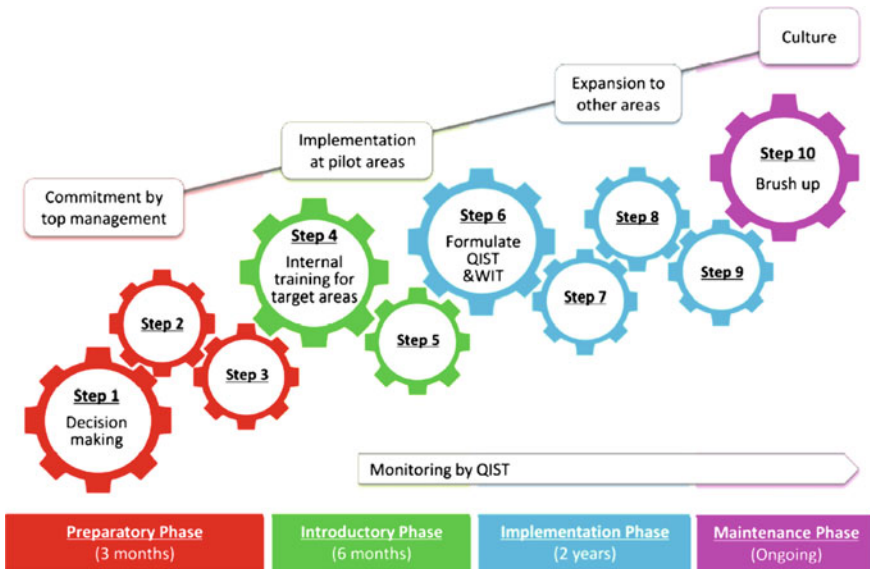 Culture
Expansion to
other areas
Implementation
at pilot areas
Commitment by
top management
Step 1
Decision
making
Step 2
Step 3
Step 4
Internal
training for
target areas
Step 5
Step 6
Formulate
QIST
&WIT
Step 7
Step 8
Step 9
Step 10
Brush up
Monitoring by QIST
Preparatory Phase
(3 months)
Introductory Phase
(6 months)
Implementation Phase
(2 years)
Maintenance Phase
(Ongoing)